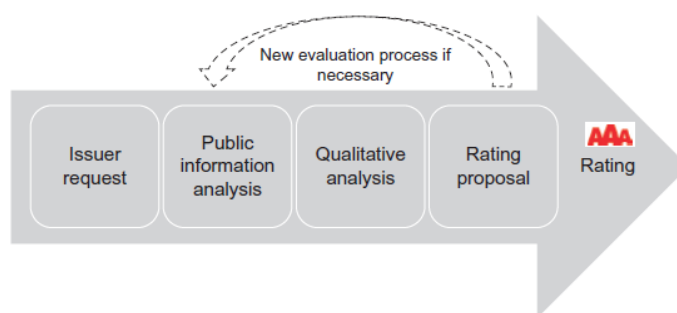 New evaluation process if
necessary
Issuer
request
Public
information
analysis
Qualitative
analysis
Rating
proposal
AAA
Rating